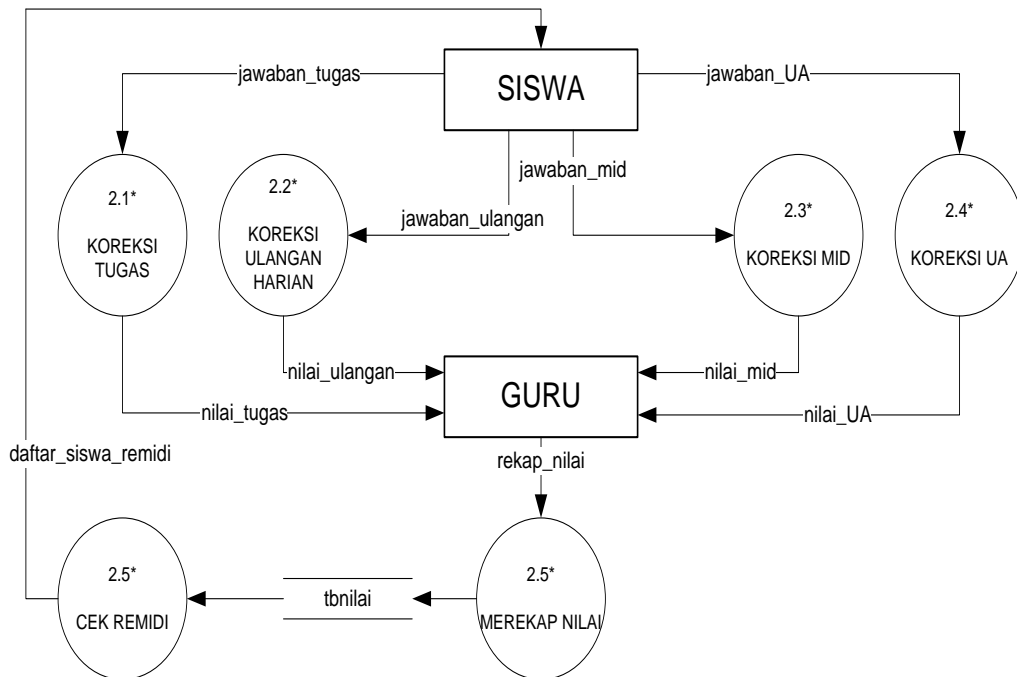 jawaban_tugas
SISWA
jawaban_UA
jawaban_mid
jawaban_ulangan
2.1*
KOREKSI
TUGAS
2.2*
KOREKSI
ULANGAN
HARIAN
2.3*
KOREKSI MID
2.4*
KOREKSI UA
nilai_ulangan
GURU
nilai_mid
nilai_tugas
nilai_UA
daftar_siswa_remidi
rekap_nilai
2.5*
CEK REMIDI
tbnilai
2.5*
MEREKAP NILAI